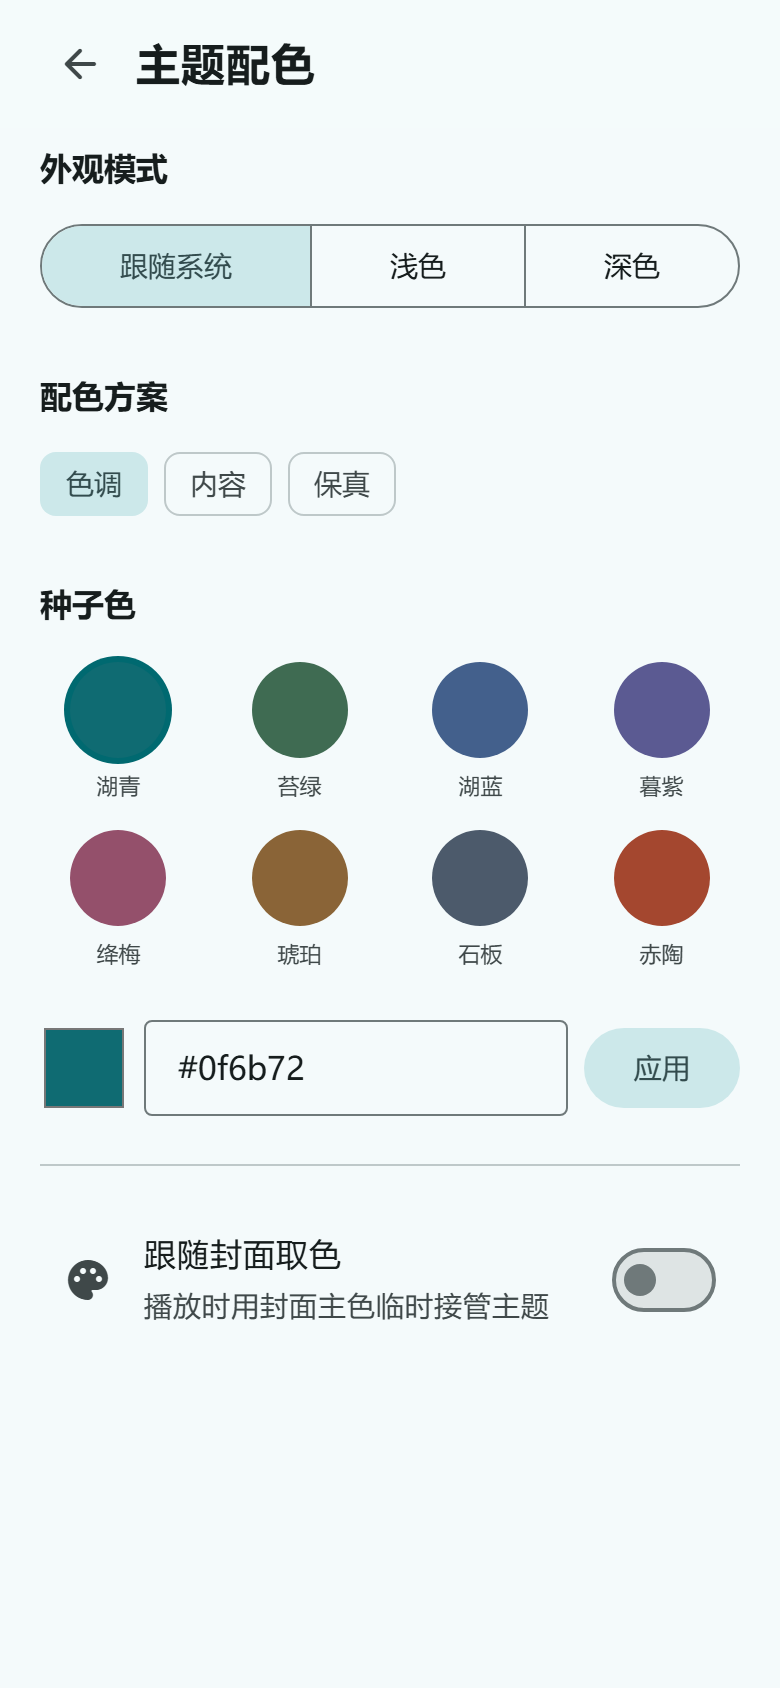 主题配色
外观模式
跟随系统 浅色 深色
配色方案
色调 内容 保真
种子色
湖青 苔绿 湖蓝 暮紫
绛梅 琥珀 石板 赤陶
#0f6b72 应用
跟随封面取色
播放时用封面主色临时接管主题